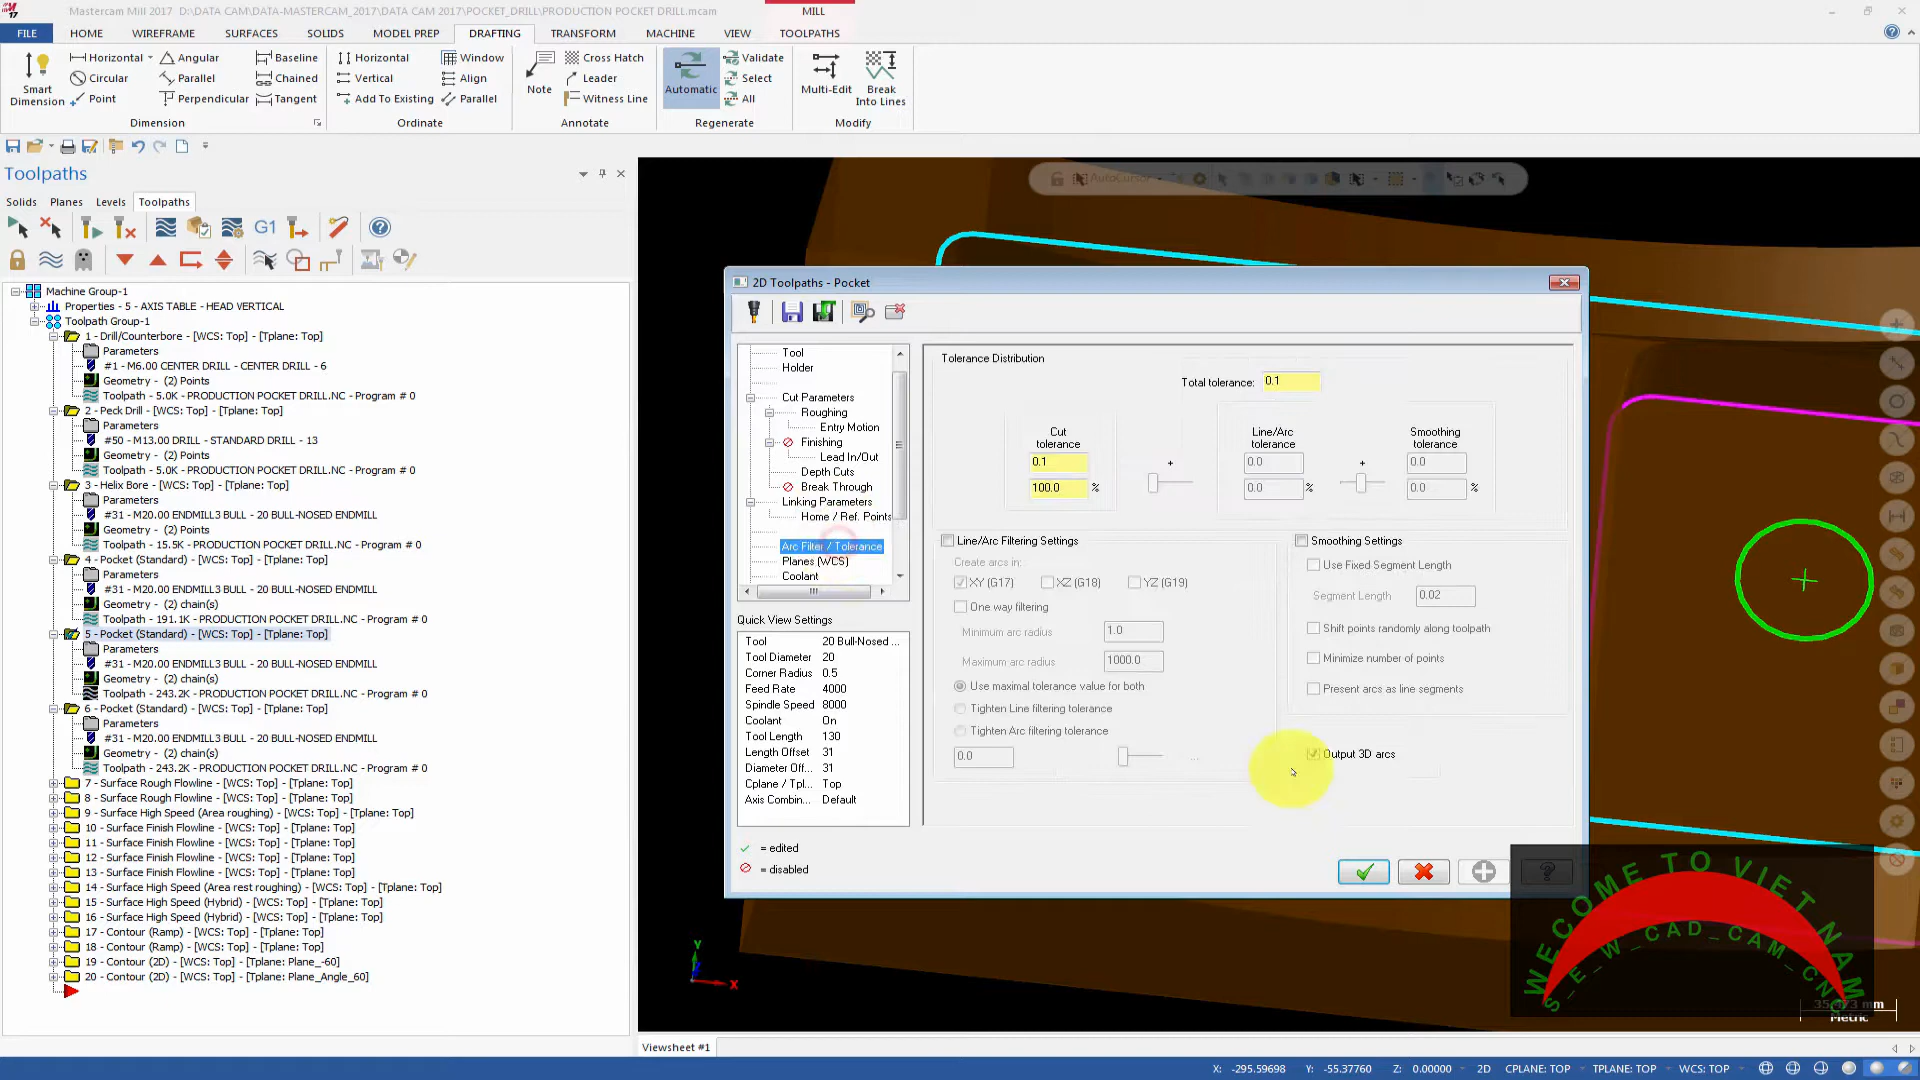 Mastercam Mill 2017 D:\DATA CAM\DATA-MASTERCAM_2017\DATA CAM 2017\POCKET_DRILL\PRODUCTION POCKET DRILL.mcam
MILL
FILE HOME WIREFRAME SURFACES SOLIDS MODEL PREP DRAFTING TRANSFORM MACHINE VIEW TOOLPATHS
Smart Dimension
Horizontal Angular Baseline
Circular Parallel Chained
Point Perpendicular Tangent
Dimension
Horizontal Window
Vertical Align
Add To Existing Parallel
Ordinate
Note
Cross Hatch
Leader
Witness Line
Annotate
Automatic
Validate
Select
All
Regenerate
Multi-Edit
Break Into Lines
Modify
Toolpaths
Solids Planes Levels Toolpaths
G1
Machine Group-1
Properties - 5 - AXIS TABLE - HEAD VERTICAL
Toolpath Group-1
1 - Drill/Counterbore - [WCS: Top] - [Tplane: Top]
Parameters
#1 - M6.00 CENTER DRILL - CENTER DRILL - 6
Geometry - (2) Points
Toolpath - 5.0K - PRODUCTION POCKET DRILL.NC - Program # 0
2 - Peck Drill - [WCS: Top] - [Tplane: Top]
Parameters
#50 - M13.00 DRILL - STANDARD DRILL - 13
Geometry - (2) Points
Toolpath - 5.0K - PRODUCTION POCKET DRILL.NC - Program # 0
3 - Helix Bore - [WCS: Top] - [Tplane: Top]
Parameters
#31 - M20.00 ENDMILL3 BULL - 20 BULL-NOSED ENDMILL
Geometry - (2) Points
Toolpath - 15.5K - PRODUCTION POCKET DRILL.NC - Program # 0
4 - Pocket (Standard) - [WCS: Top] - [Tplane: Top]
Parameters
#31 - M20.00 ENDMILL3 BULL - 20 BULL-NOSED ENDMILL
Geometry - (2) chain(s)
Toolpath - 191.1K - PRODUCTION POCKET DRILL.NC - Program # 0
5 - Pocket (Standard) - [WCS: Top] - [Tplane: Top]
Parameters
#31 - M20.00 ENDMILL3 BULL - 20 BULL-NOSED ENDMILL
Geometry - (2) chain(s)
Toolpath - 243.2K - PRODUCTION POCKET DRILL.NC - Program # 0
6 - Pocket (Standard) - [WCS: Top] - [Tplane: Top]
Parameters
#31 - M20.00 ENDMILL3 BULL - 20 BULL-NOSED ENDMILL
Geometry - (2) chain(s)
Toolpath - 243.2K - PRODUCTION POCKET DRILL.NC - Program # 0
7 - Surface Rough Flowline - [WCS: Top] - [Tplane: Top]
8 - Surface Rough Flowline - [WCS: Top] - [Tplane: Top]
9 - Surface High Speed (Area roughing) - [WCS: Top] - [Tplane: Top]
10 - Surface Finish Flowline - [WCS: Top] - [Tplane: Top]
11 - Surface Finish Flowline - [WCS: Top] - [Tplane: Top]
12 - Surface Finish Flowline - [WCS: Top] - [Tplane: Top]
13 - Surface Finish Flowline - [WCS: Top] - [Tplane: Top]
14 - Surface High Speed (Area rest roughing) - [WCS: Top] - [Tplane: Top]
15 - Surface High Speed (Hybrid) - [WCS: Top] - [Tplane: Top]
16 - Surface High Speed (Hybrid) - [WCS: Top] - [Tplane: Top]
17 - Contour (Ramp) - [WCS: Top] - [Tplane: Top]
18 - Contour (Ramp) - [WCS: Top] - [Tplane: Top]
19 - Contour (2D) - [WCS: Top] - [Tplane: Plane_-60]
20 - Contour (2D) - [WCS: Top] - [Tplane: Plane_Angle_60]
AutoCursor
2D Toolpaths - Pocket
Tool
Holder
Cut Parameters
Roughing
Entry Motion
Finishing
Lead In/Out
Depth Cuts
Break Through
Linking Parameters
Home / Ref. Points
Arc Filter / Tolerance
Planes (WCS)
Coolant
Quick View Settings
Tool 20 Bull-Nosed ...
Tool Diameter 20
Corner Radius 0.5
Feed Rate 4000
Spindle Speed 8000
Coolant On
Tool Length 130
Length Offset 31
Diameter Off... 31
Cplane / Tpl... Top
Axis Combin... Default
= edited
= disabled
Tolerance Distribution
Total tolerance: 0.1
Cut tolerance
0.1
100.0 %
+
Line/Arc tolerance
0.0
0.0 %
+
Smoothing tolerance
0.0
0.0 %
Line/Arc Filtering Settings
Create arcs in:
XY (G17) XZ (G18) YZ (G19)
One way filtering
Minimum arc radius 1.0
Maximum arc radius 1000.0
Use maximal tolerance value for both
Tighten Line filtering tolerance
Tighten Arc filtering tolerance
0.0 ...
Smoothing Settings
Use Fixed Segment Length
Segment Length 0.02
Shift points randomly along toolpath
Minimize number of points
Present arcs as line segments
Output 3D arcs
Y
X
WECOME TO VIET NAM
Metric
Viewsheet #1
X: -295.59698 Y: -55.37760 Z: 0.00000 2D CPLANE: TOP TPLANE: TOP WCS: TOP